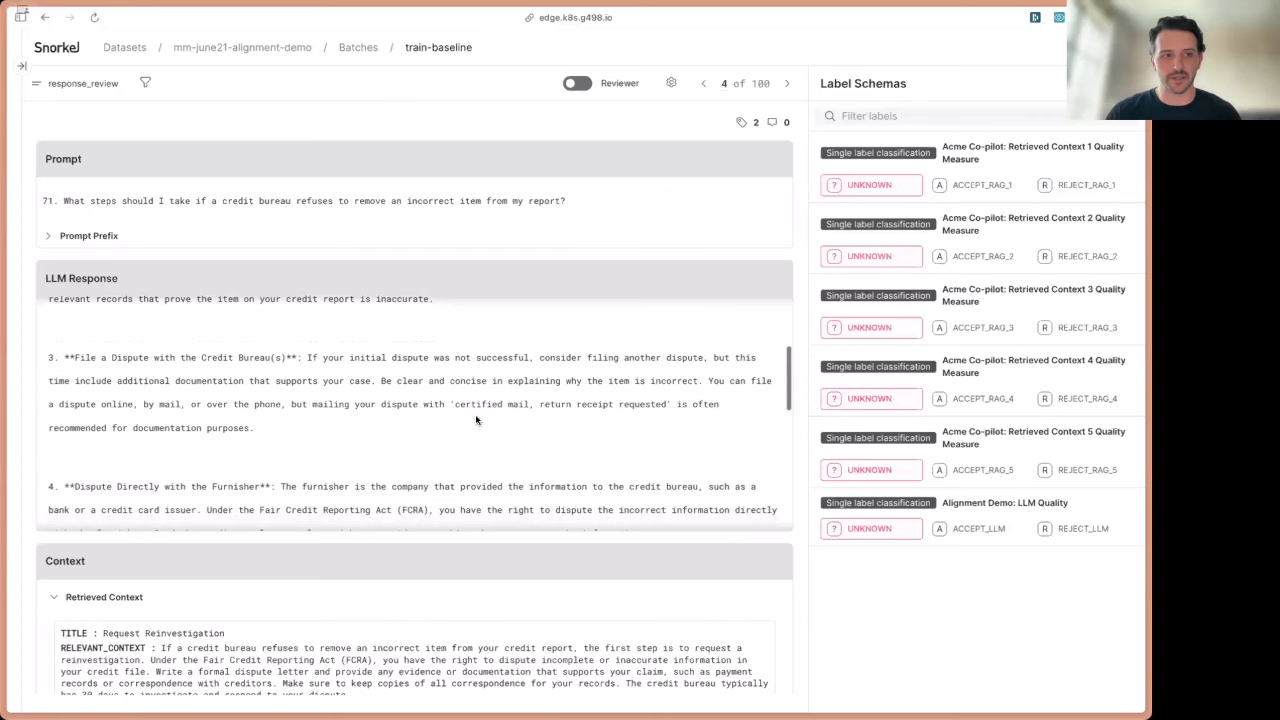 edge.k8s.g498.io
Snorkel Datasets / mm-june21-alignment-demo / Batches / train-baseline
response_review Reviewer 4 of 100
2 0
Prompt
71. What steps should I take if a credit bureau refuses to remove an incorrect item from my report?
Prompt Prefix
LLM Response
relevant records that prove the item on your credit report is inaccurate.
3. **File a Dispute with the Credit Bureau(s)**: If your initial dispute was not successful, consider filing another dispute, but this
time include additional documentation that supports your case. Be clear and concise in explaining why the item is incorrect. You can file
a dispute online, by mail, or over the phone, but mailing your dispute with 'certified mail, return receipt requested' is often
recommended for documentation purposes.
4. **Dispute Directly with the Furnisher**: The furnisher is the company that provided the information to the credit bureau, such as a
bank or a credit card issuer. Under the Fair Credit Reporting Act (FCRA), you have the right to dispute the incorrect information directly
Context
Retrieved Context
TITLE : Request Reinvestigation
RELEVANT_CONTEXT : If a credit bureau refuses to remove an incorrect item from your credit report, the first step is to request a
reinvestigation. Under the Fair Credit Reporting Act (FCRA), you have the right to dispute incomplete or inaccurate information in
your credit file. Write a formal dispute letter and provide any evidence or documentation that supports your claim, such as payment
records or correspondence with creditors. Make sure to keep copies of all correspondence for your records. The credit bureau typically
has 30 days to investigate and respond to your dispute.
Label Schemas
Filter labels
Single label classification Acme Co-pilot: Retrieved Context 1 Quality
Measure
? UNKNOWN A ACCEPT_RAG_1 R REJECT_RAG_1
Single label classification Acme Co-pilot: Retrieved Context 2 Quality
Measure
? UNKNOWN A ACCEPT_RAG_2 R REJECT_RAG_2
Single label classification Acme Co-pilot: Retrieved Context 3 Quality
Measure
? UNKNOWN A ACCEPT_RAG_3 R REJECT_RAG_3
Single label classification Acme Co-pilot: Retrieved Context 4 Quality
Measure
? UNKNOWN A ACCEPT_RAG_4 R REJECT_RAG_4
Single label classification Acme Co-pilot: Retrieved Context 5 Quality
Measure
? UNKNOWN A ACCEPT_RAG_5 R REJECT_RAG_5
Single label classification Alignment Demo: LLM Quality
? UNKNOWN A ACCEPT_LLM R REJECT_LLM